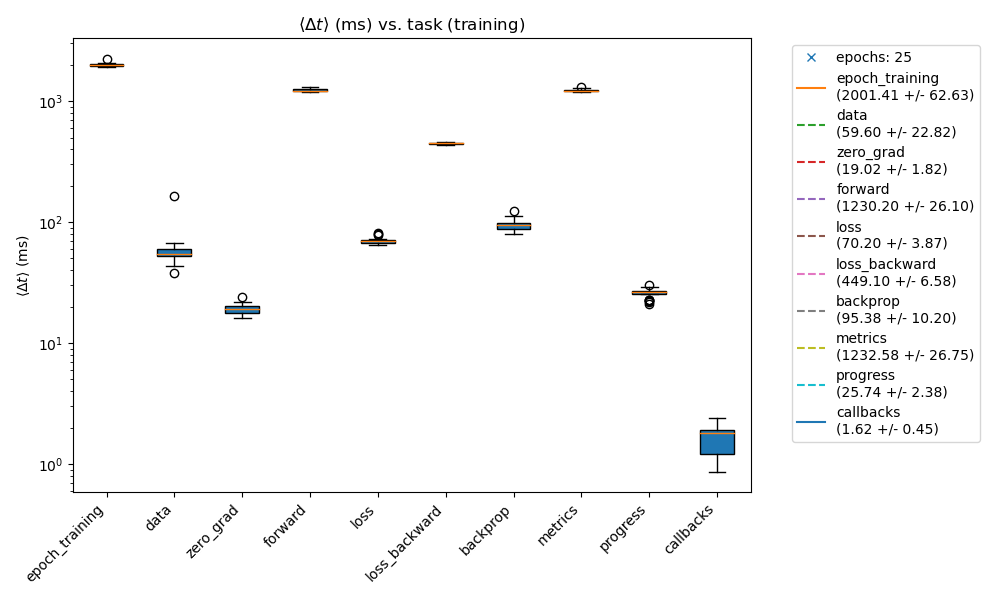 ⟨Δt⟩ (ms) vs. task (training)
⟨Δt⟩ (ms)
10³
10²
10¹
10⁰
epoch_training
data
zero_grad
forward
loss
loss_backward
backprop
metrics
progress
callbacks
epochs: 25
epoch_training
(2001.41 +/- 62.63)
data
(59.60 +/- 22.82)
zero_grad
(19.02 +/- 1.82)
forward
(1230.20 +/- 26.10)
loss
(70.20 +/- 3.87)
loss_backward
(449.10 +/- 6.58)
backprop
(95.38 +/- 10.20)
metrics
(1232.58 +/- 26.75)
progress
(25.74 +/- 2.38)
callbacks
(1.62 +/- 0.45)